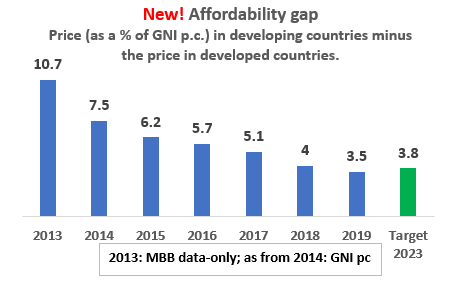 New! Affordability gap
Price (as a % of GNI p.c.) in developing countries minus
the price in developed countries.
10.7
7.5
6.2
5.7
5.1
4
3.5
3.8
2013 2014 2015 2016 2017 2018 2019 Target
2023
2013: MBB data-only; as from 2014: GNI pc